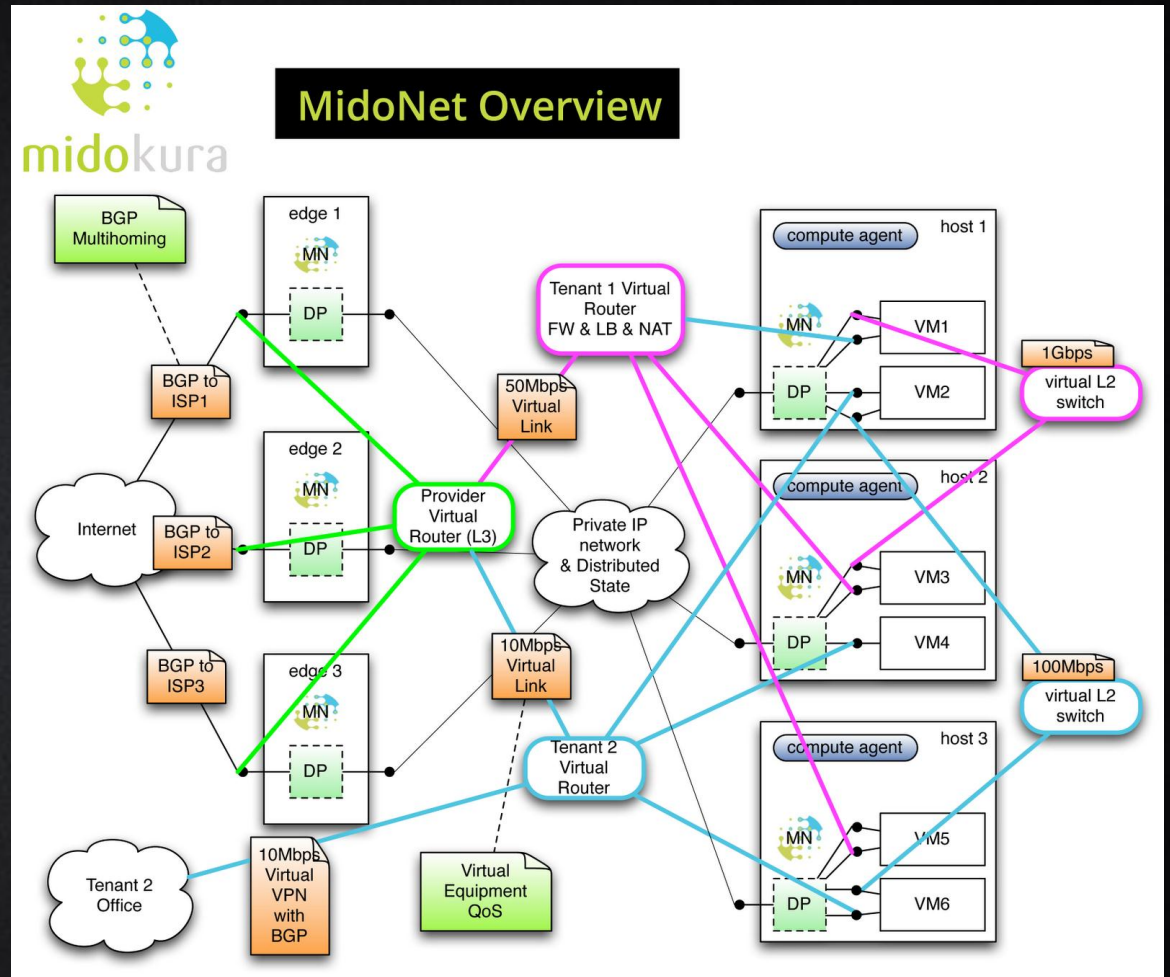 midokura
MidoNet Overview
BGP
Multihoming
edge 1
MN
DP
BGP to
ISP1
Internet
edge 2
MN
DP
BGP to
ISP2
edge 3
MN
DP
BGP to
ISP3
Provider
Virtual
Router (L3)
50Mbps
Virtual
Link
10Mbps
Virtual
Link
Tenant 1 Virtual
Router
FW & LB & NAT
Private IP
network
& Distributed
State
Tenant 2
Virtual
Router
Tenant 2
Office
10Mbps
Virtual
VPN
with
BGP
Virtual
Equipment
QoS
compute agent
host 1
MN
DP
VM1
VM2
1Gbps
virtual L2
switch
compute agent
host 2
MN
DP
VM3
VM4
100Mbps
virtual L2
switch
compute agent
host 3
MN
DP
VM5
VM6